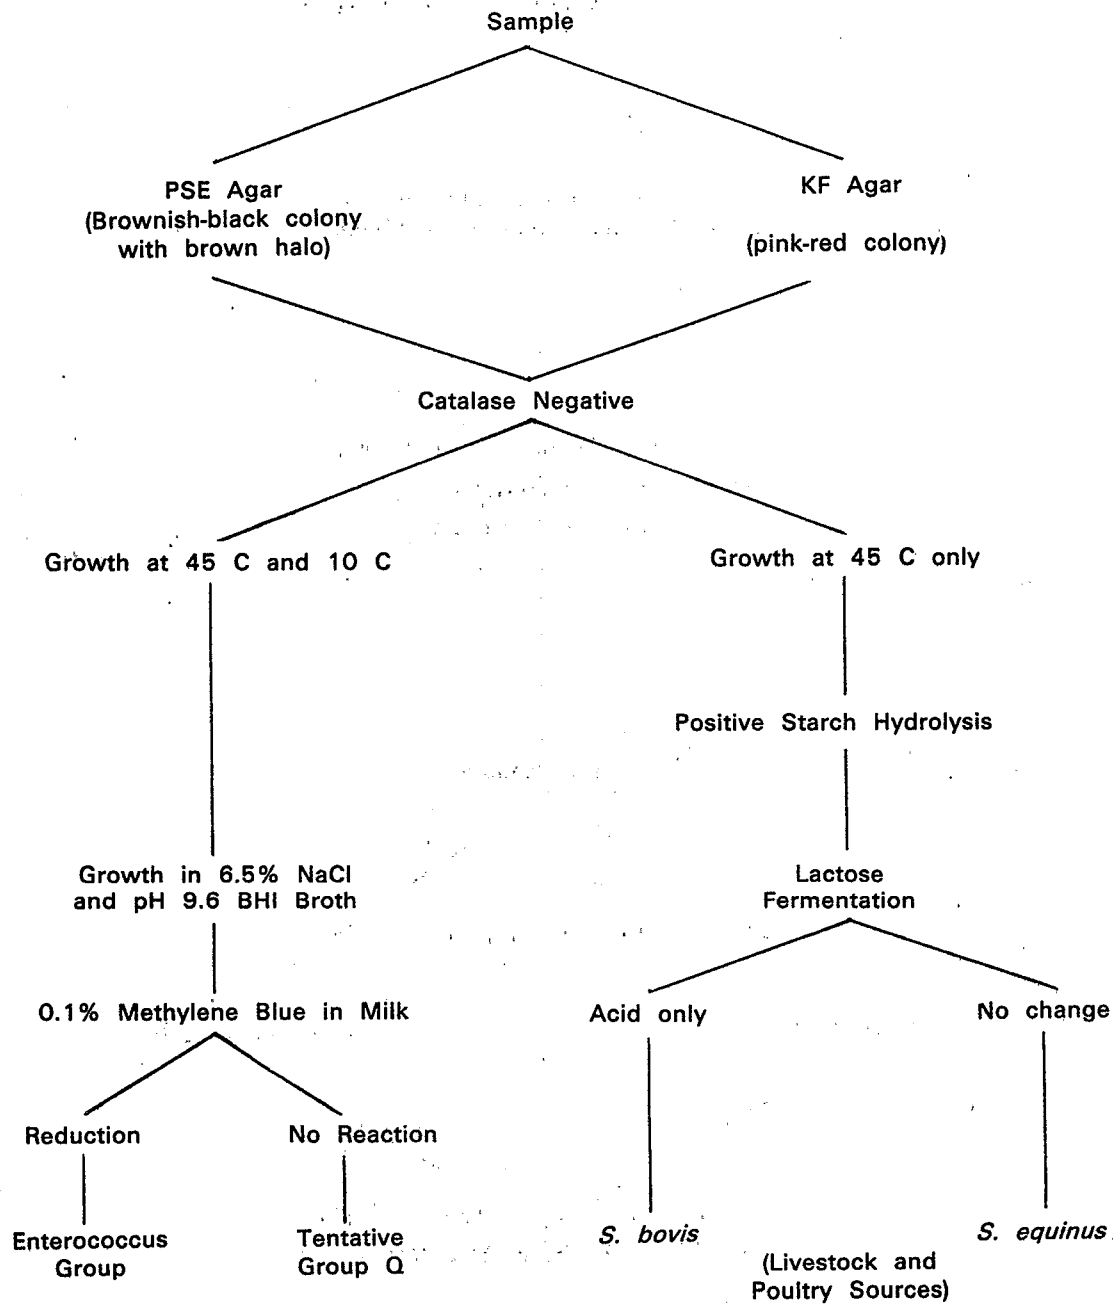 Sample
PSE Agar
(Brownish-black colony
with brown halo)
KF Agar
(pink-red colony)
Catalase Negative
Growth at 45 C and 10 C
Growth at 45 C only
Positive Starch Hydrolysis
Growth in 6.5% NaCl
and pH 9.6 BHI Broth
Lactose
Fermentation
0.1% Methylene Blue in Milk
Acid only
No change
Reduction
No Reaction
Enterococcus
Group
Tentative
Group Q
S. bovis
S. equinus
(Livestock and
Poultry Sources)